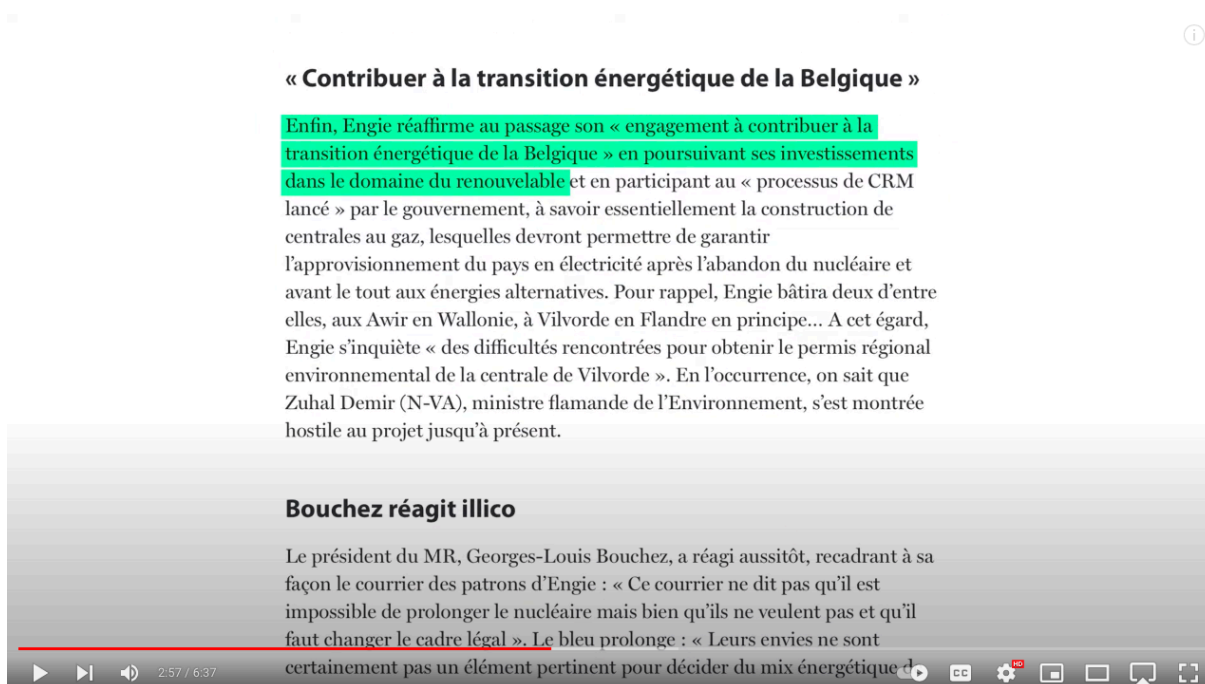 « Contribuer à la transition énergétique de la Belgique »
Enfin, Engie réaffirme au passage son « engagement à contribuer à la
transition énergétique de la Belgique » en poursuivant ses investissements
dans le domaine du renouvelable et en participant au « processus de CRM
lancé » par le gouvernement, à savoir essentiellement la construction de
centrales au gaz, lesquelles devront permettre de garantir
l’approvisionnement du pays en électricité après l’abandon du nucléaire et
avant le tout aux énergies alternatives. Pour rappel, Engie bâtira deux d’entre
elles, aux Awir en Wallonie, à Vilvorde en Flandre en principe... A cet égard,
Engie s’inquiète « des difficultés rencontrées pour obtenir le permis régional
environnemental de la centrale de Vilvorde ». En l’occurrence, on sait que
Zuhal Demir (N-VA), ministre flamande de l’Environnement, s’est montrée
hostile au projet jusqu’à présent.
Bouchez réagit illico
Le président du MR, Georges-Louis Bouchez, a réagi aussitôt, recadrant à sa
façon le courrier des patrons d’Engie : « Ce courrier ne dit pas qu’il est
impossible de prolonger le nucléaire mais bien qu’ils ne veulent pas et qu’il
faut changer le cadre légal ». Le bleu prolonge : « Leurs envies ne sont
certainement pas un élément pertinent pour décider du mix énergétique
2:57 / 6:37
CC
HD